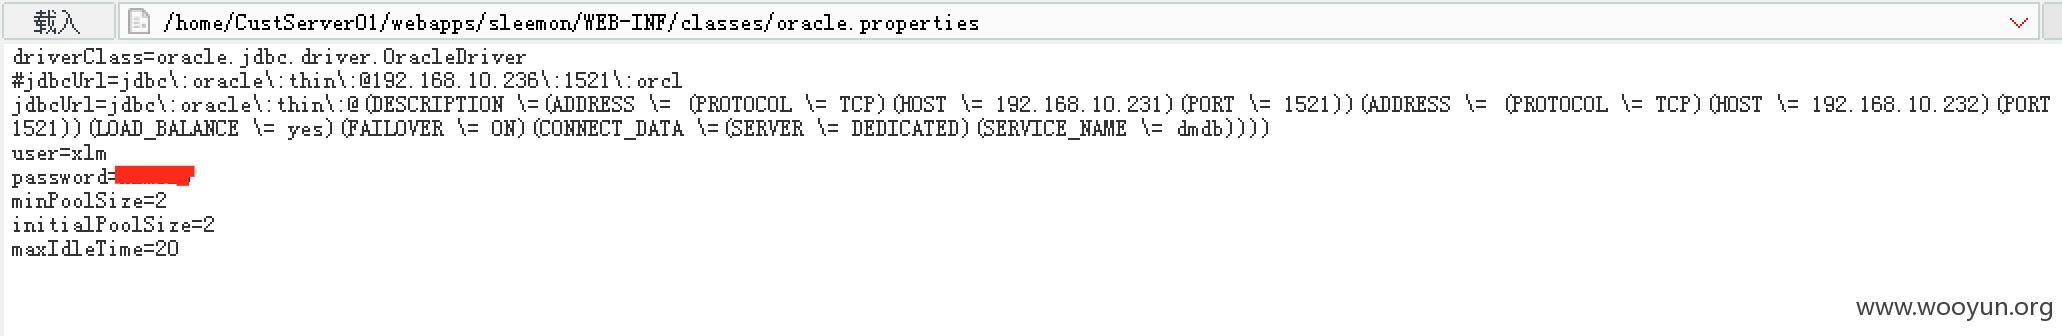 载入
/home/CustServer01/webapps/sleemon/WEB-INF/classes/oracle.properties
driverClass=oracle.jdbc.driver.OracleDriver
#jdbcUrl=jdbc\:oracle\:thin\:@192.168.10.236\:1521\:orcl
jdbcUrl=jdbc\:oracle\:thin\:@(DESCRIPTION \=(ADDRESS \= (PROTOCOL \= TCP)(HOST \= 192.168.10.231)(PORT \= 1521))(ADDRESS \= (PROTOCOL \= TCP)(HOST \= 192.168.10.232)(PORT
1521))(LOAD_BALANCE \= yes)(FAILOVER \= ON)(CONNECT_DATA \=(SERVER \= DEDICATED)(SERVICE_NAME \= dmdb))))
user=xlm
password=
minPoolSize=2
initialPoolSize=2
maxIdleTime=20
www.wooyun.org